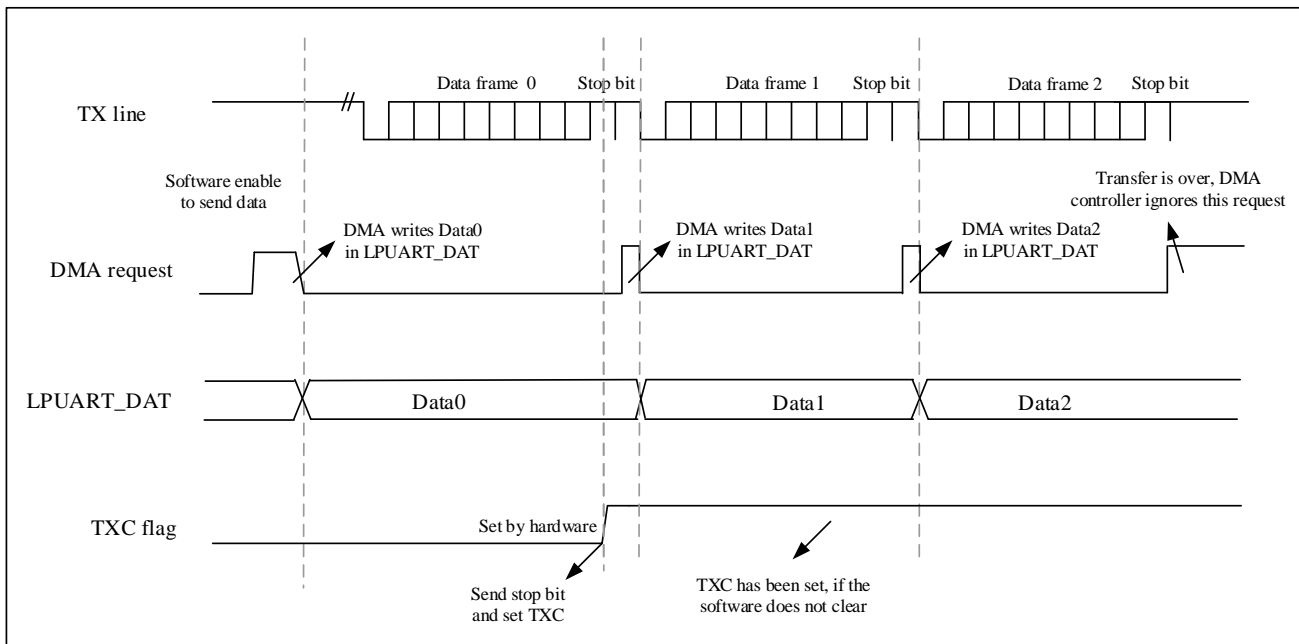 Data frame 0
Stop bit
Data frame 1
Stop bit
Data frame 2
Stop bit
TX line
Software enable
to send data
Transfer is over, DMA
controller ignores this request
DMA writes Data0
in LPUART_DAT
DMA writes Data1
in LPUART_DAT
DMA writes Data2
in LPUART_DAT
DMA request
LPUART_DAT
Data0
Data1
Data2
TXC flag
Set by hardware
Send stop bit
and set TXC
TXC has been set, if the
software does not clear